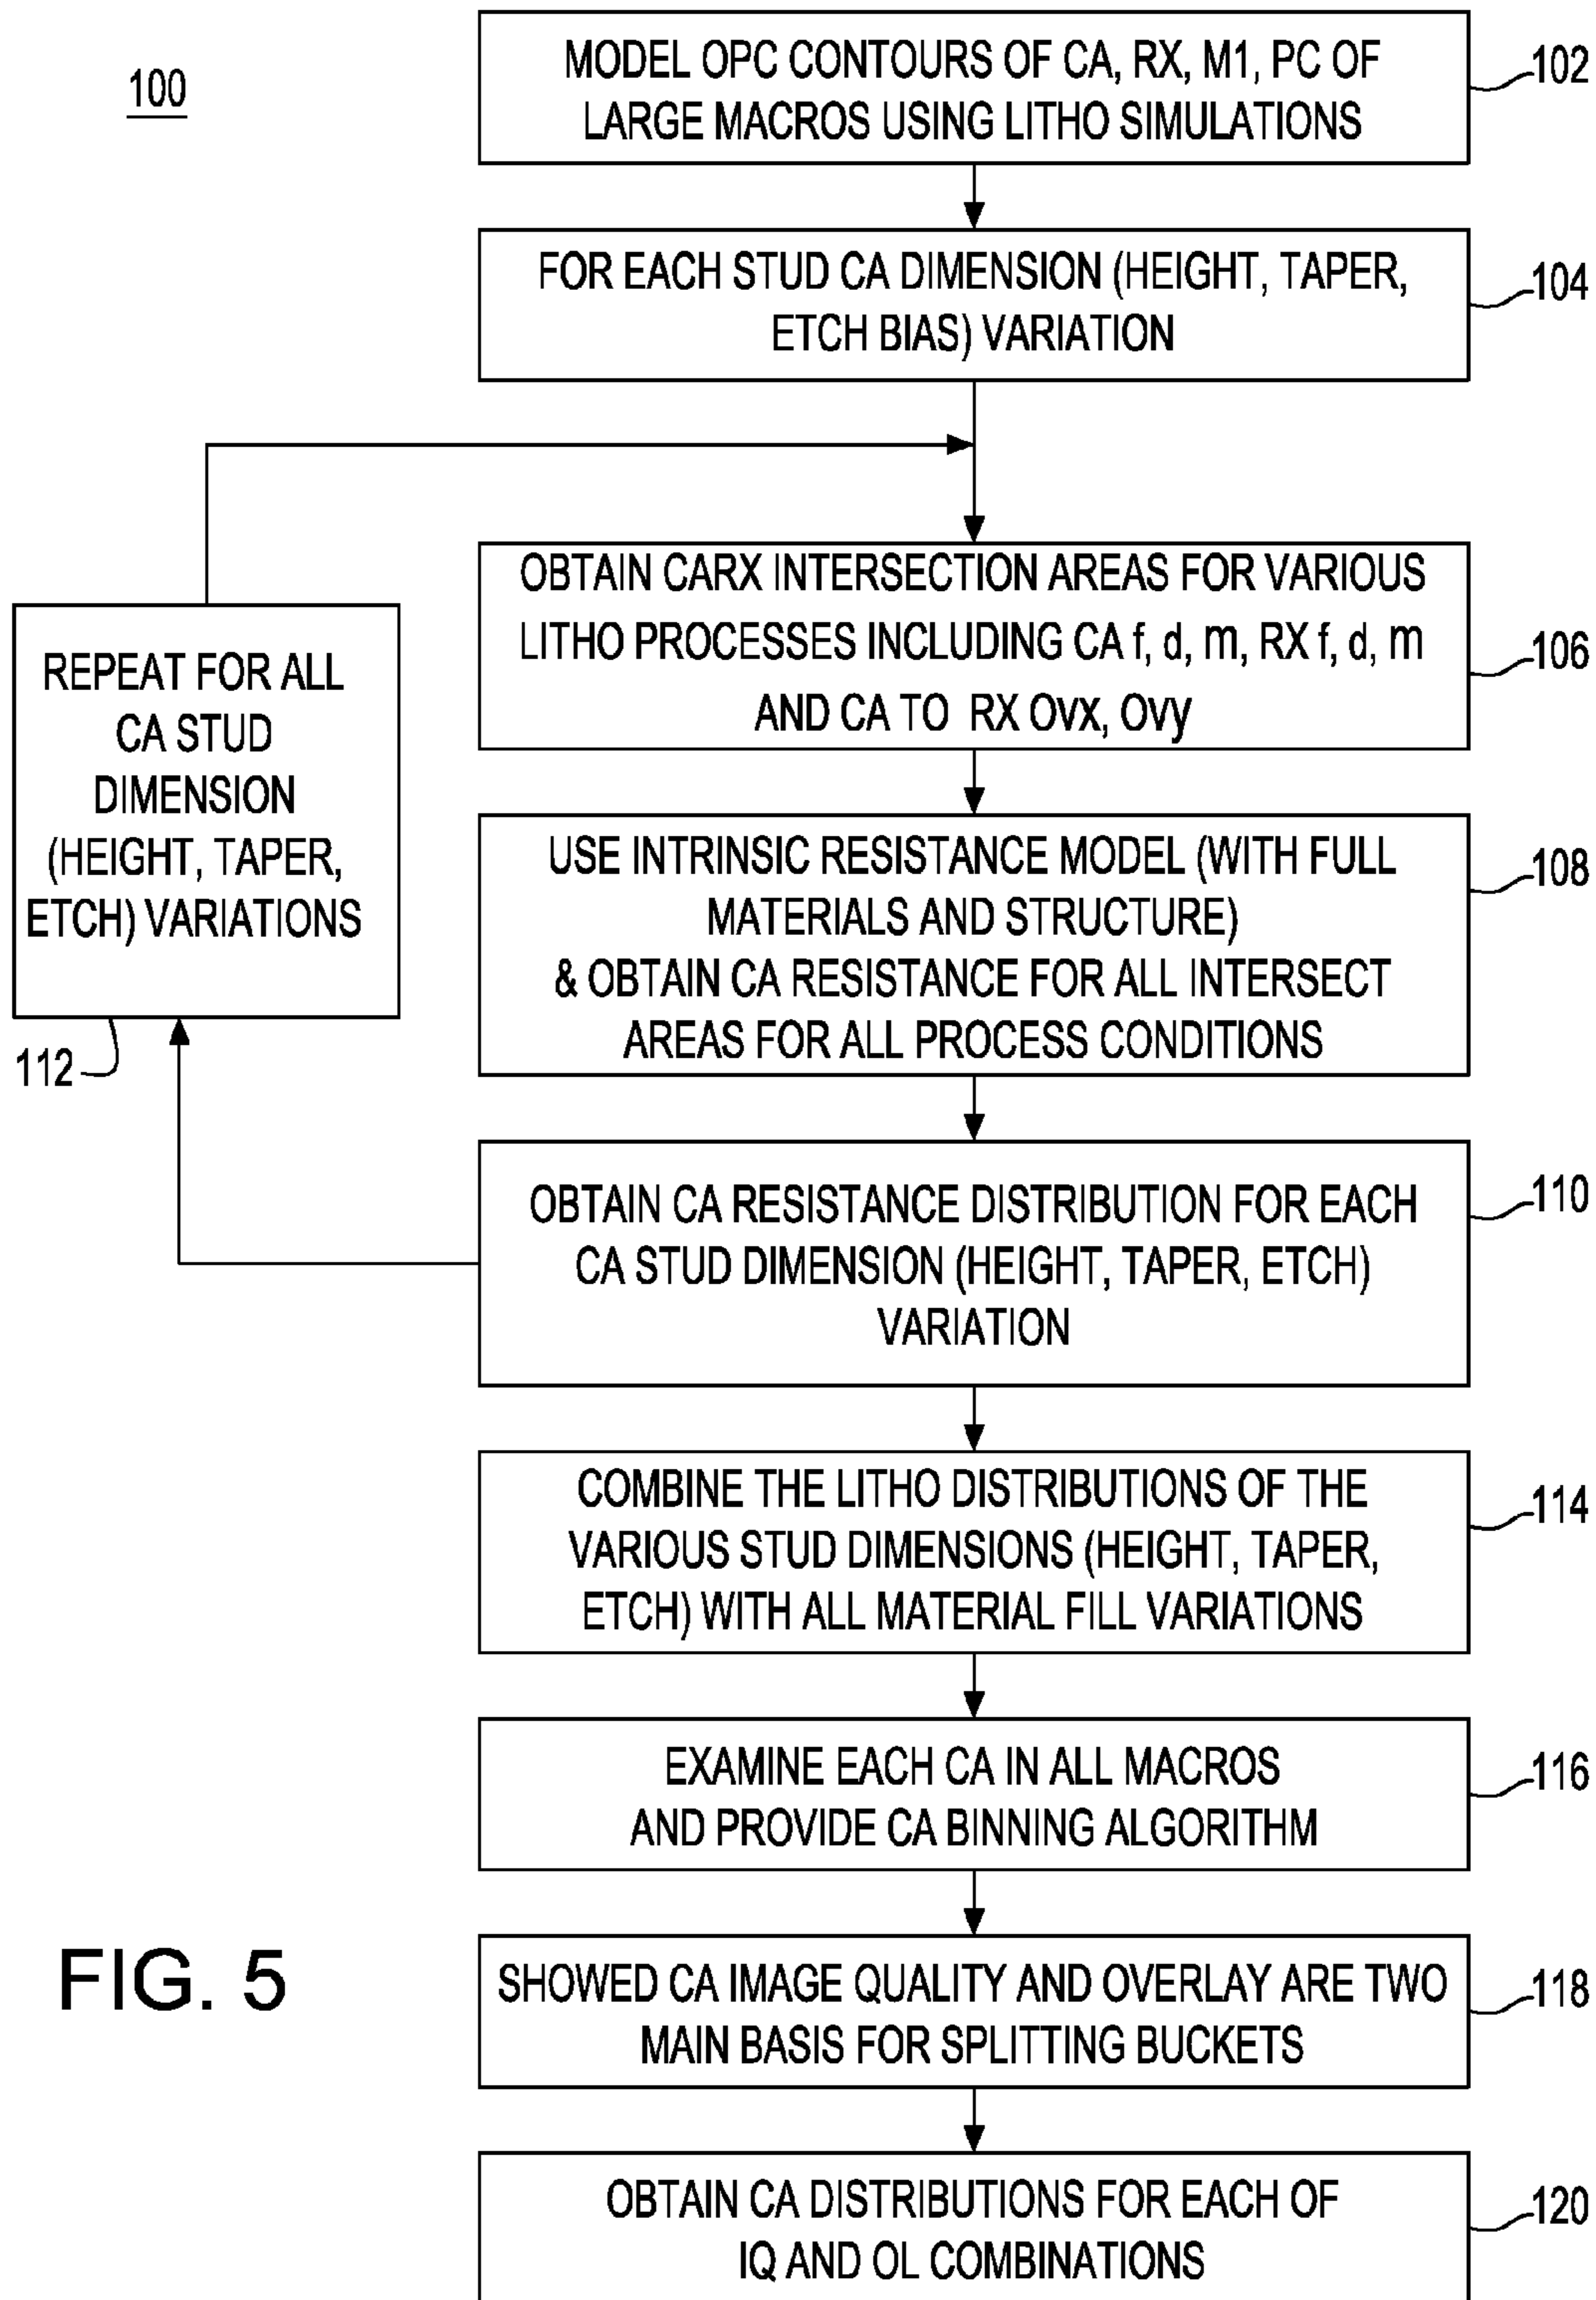 100
MODEL OPC CONTOURS OF CA, RX, M1, PC OF
LARGE MACROS USING LITHO SIMULATIONS
102
FOR EACH STUD CA DIMENSION (HEIGHT, TAPER,
ETCH BIAS) VARIATION
104
OBTAIN CARX INTERSECTION AREAS FOR VARIOUS
LITHO PROCESSES INCLUDING CA f, d, m, RX f, d, m
AND CA TO RX Ovx, Ovy
106
USE INTRINSIC RESISTANCE MODEL (WITH FULL
MATERIALS AND STRUCTURE)
& OBTAIN CA RESISTANCE FOR ALL INTERSECT
AREAS FOR ALL PROCESS CONDITIONS
108
OBTAIN CA RESISTANCE DISTRIBUTION FOR EACH
CA STUD DIMENSION (HEIGHT, TAPER, ETCH)
VARIATION
110
REPEAT FOR ALL
CA STUD
DIMENSION
(HEIGHT, TAPER,
ETCH) VARIATIONS
112
COMBINE THE LITHO DISTRIBUTIONS OF THE
VARIOUS STUD DIMENSIONS (HEIGHT, TAPER,
ETCH) WITH ALL MATERIAL FILL VARIATIONS
114
EXAMINE EACH CA IN ALL MACROS
AND PROVIDE CA BINNING ALGORITHM
116
SHOWED CA IMAGE QUALITY AND OVERLAY ARE TWO
MAIN BASIS FOR SPLITTING BUCKETS
118
OBTAIN CA DISTRIBUTIONS FOR EACH OF
IQ AND OL COMBINATIONS
120
FIG. 5